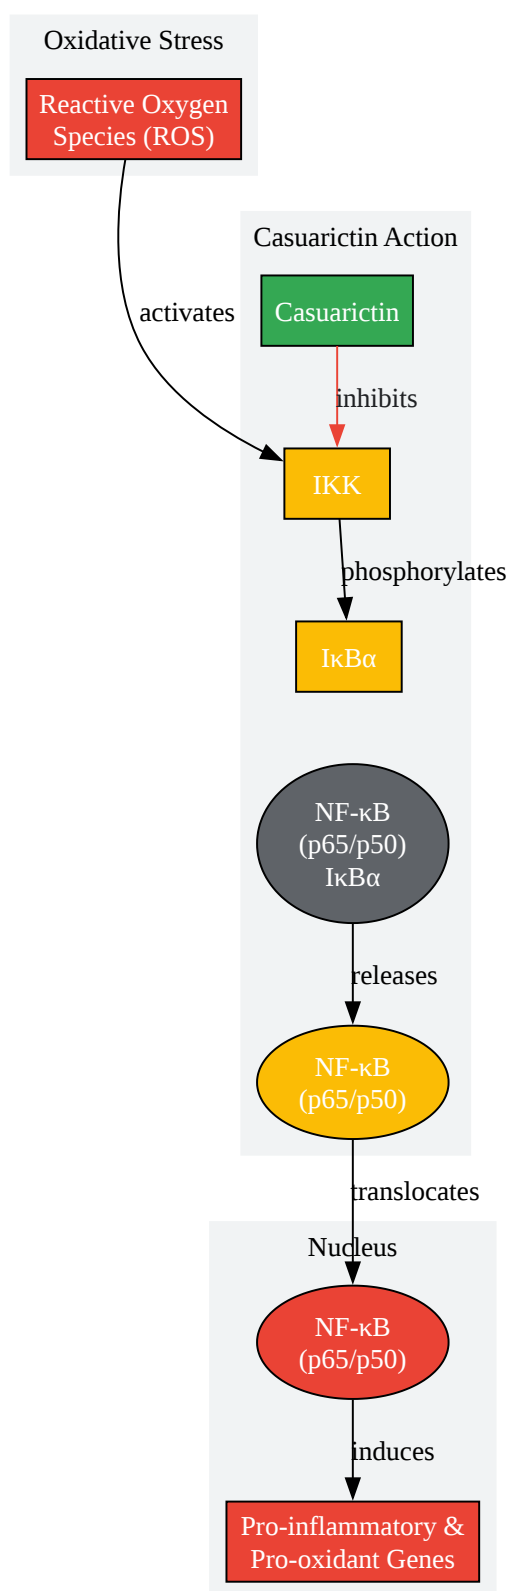 Oxidative Stress
Reactive Oxygen
Species (ROS)
Casuarictin Action
activates
Casuarictin
inhibits
IKK
phosphorylates
IκBα
NF-κB
(p65/p50)
IκBα
releases
NF-κB
(p65/p50)
translocates
Nucleus
NF-κB
(p65/p50)
induces
Pro-inflammatory &
Pro-oxidant Genes